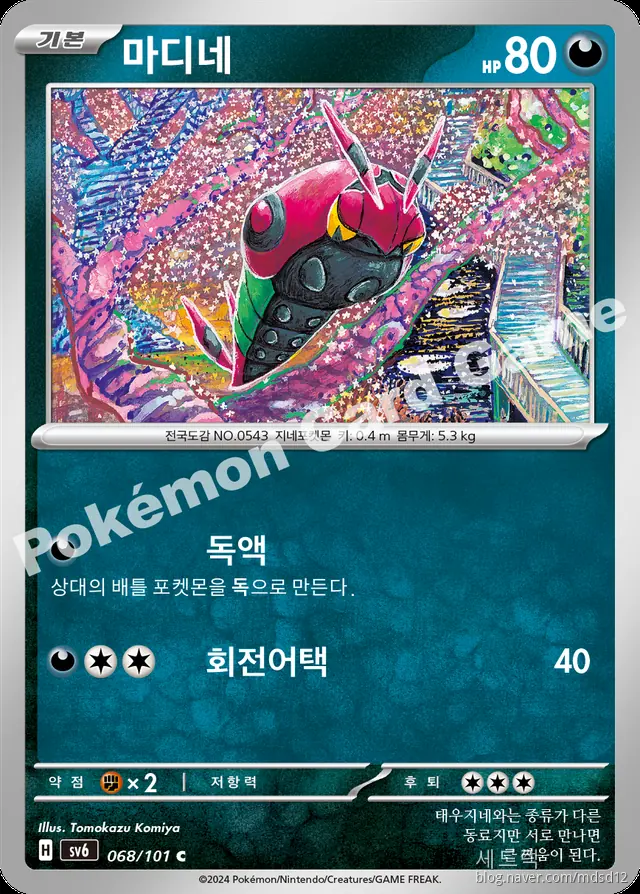 기본 마디네 HP 80
전국도감 NO.0543 지네포켓몬 키: 0.4 m 몸무게: 5.3 kg
Pokémon Card Game
독액
상대의 배틀 포켓몬을 독으로 만든다.
회전어택 40
약점 ×2 저항력 후퇴
태우지네와는 종류가 다른
동료지만 서로 만나면
큰 싸움이 된다.
Illus. Tomokazu Komiya
H sv6 068/101 C
©2024 Pokémon/Nintendo/Creatures/GAME FREAK.
blog.naver.com/mdsd12